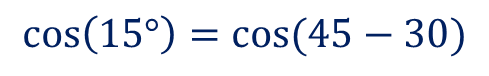 cos(15°) = cos(45 − 30)